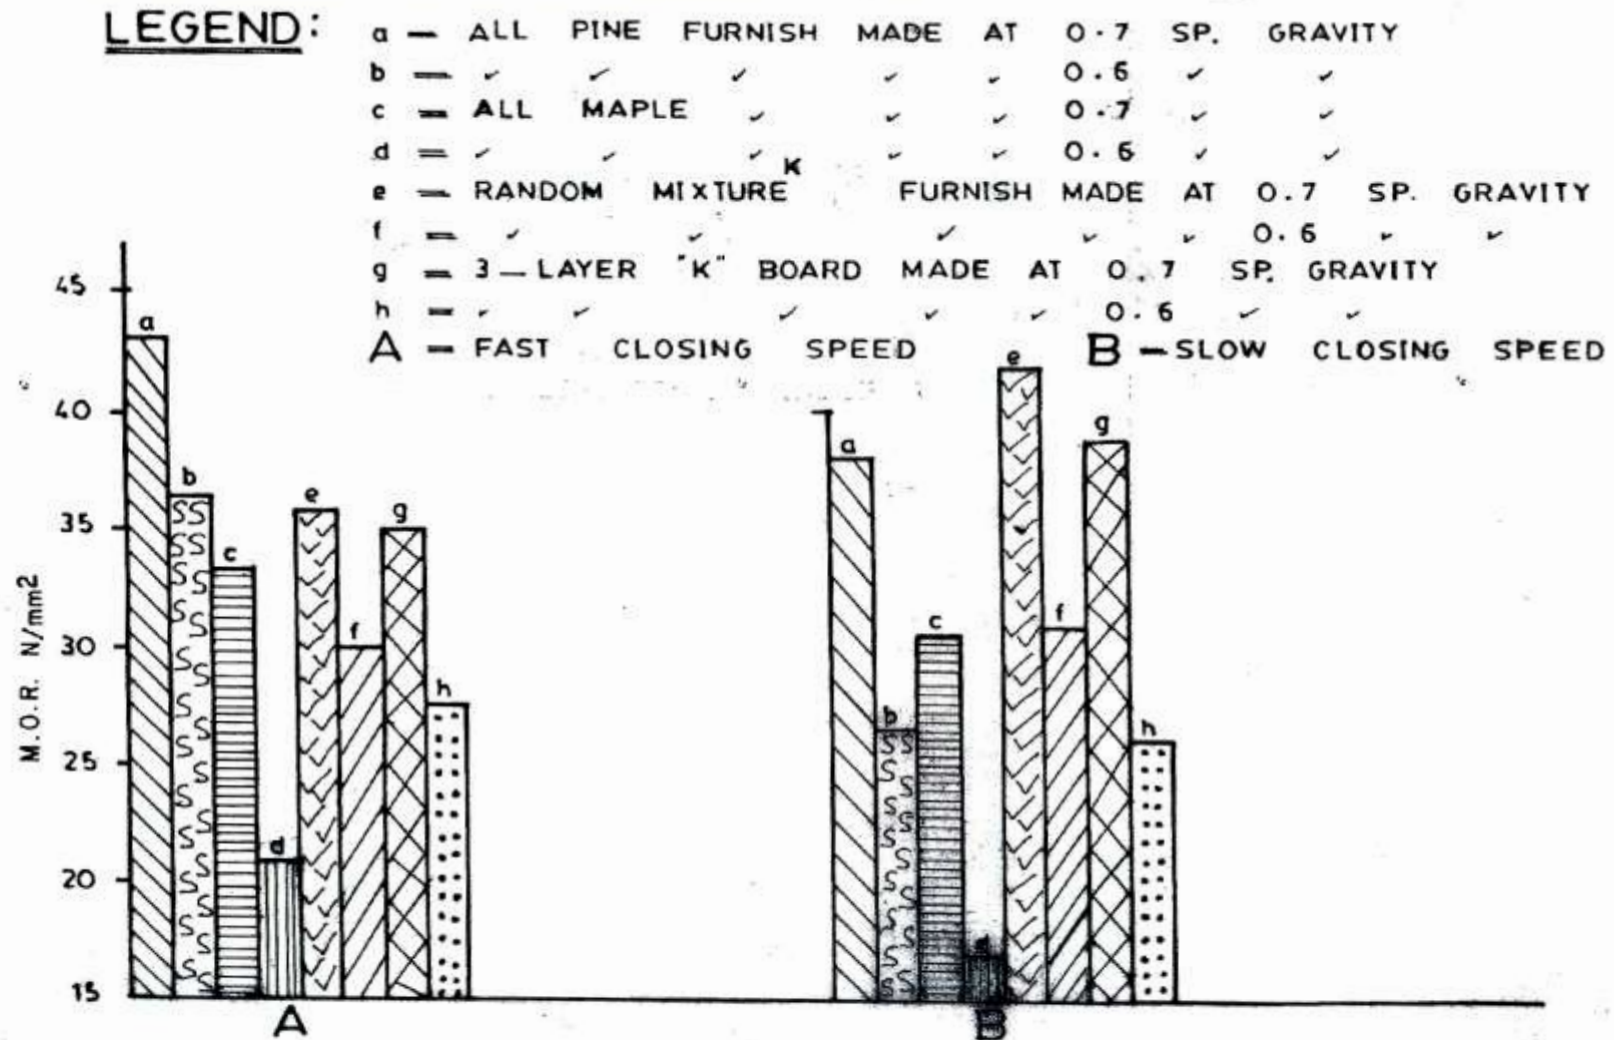 LEGEND: a — ALL PINE FURNISH MADE AT 0.7 SP. GRAVITY
b — ✓ ✓ ✓ ✓ ✓ 0.6 ✓ ✓
c — ALL MAPLE ✓ ✓ ✓ 0.7 ✓ ✓
d — ✓ ✓ ✓ ✓ ✓ 0.6 ✓ ✓
e — RANDOM MIXTURE K FURNISH MADE AT 0.7 SP. GRAVITY
f — ✓ ✓ ✓ ✓ ✓ 0.6 ✓ ✓
g — 3—LAYER "K" BOARD MADE AT 0.7 SP. GRAVITY
h — ✓ ✓ ✓ ✓ ✓ 0.6 ✓ ✓
A — FAST CLOSING SPEED B — SLOW CLOSING SPEED
M.O.R. N/mm2
45
40
35
30
25
20
15
a
b
c
d
e
f
g
h
A
a
b
c
d
e
f
g
h
B